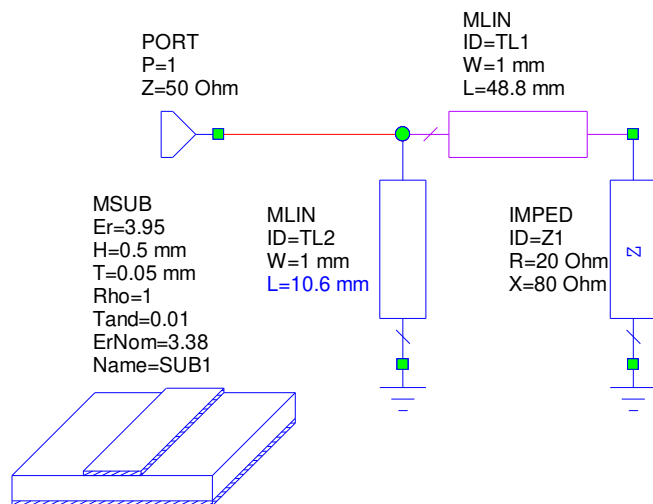 PORT
P=1
Z=50 Ohm
MLIN
ID=TL1
W=1 mm
L=48.8 mm
MSUB
Er=3.95
H=0.5 mm
T=0.05 mm
Rho=1
Tand=0.01
ErNom=3.38
Name=SUB1
MLIN
ID=TL2
W=1 mm
L=10.6 mm
IMPED
ID=Z1
R=20 Ohm
X=80 Ohm
Z